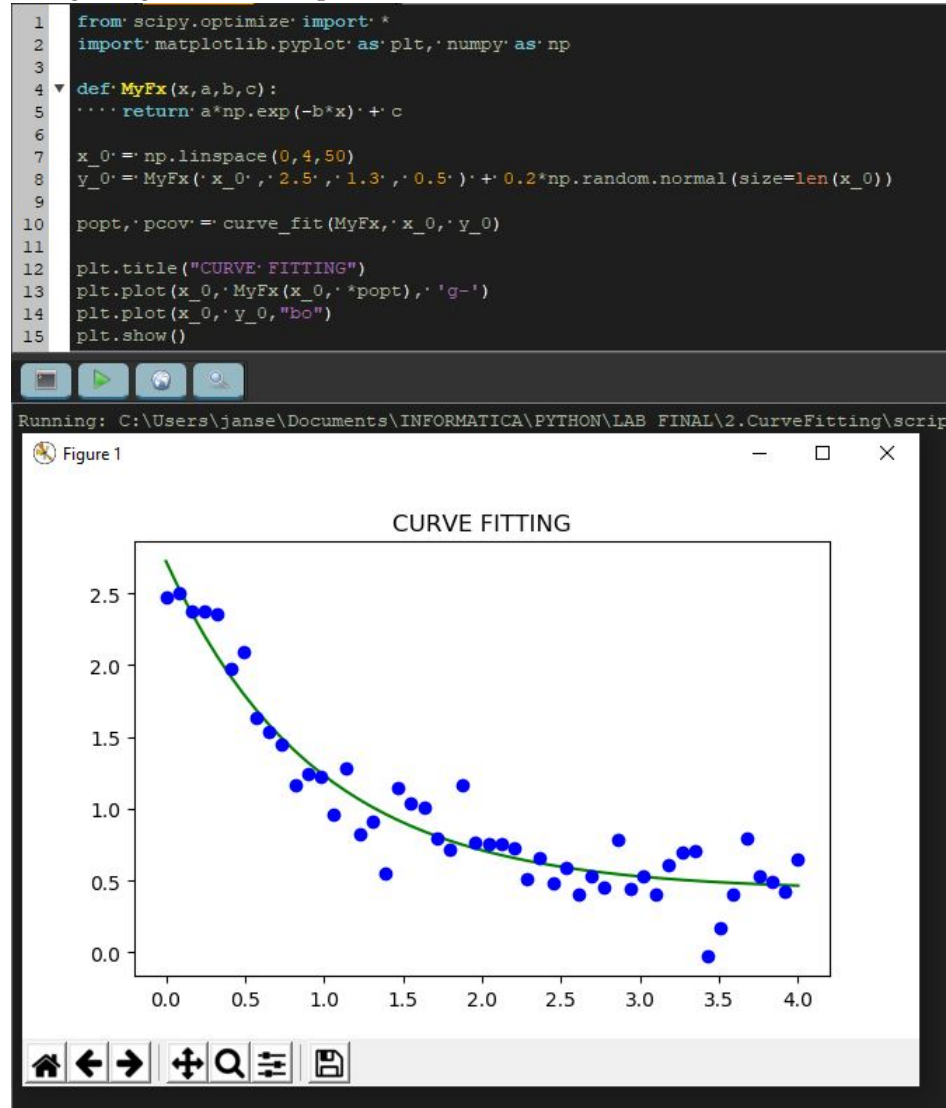 1 from scipy.optimize import *
2 import matplotlib.pyplot as plt, numpy as np
3
4 def MyFx(x,a,b,c):
5 return a*np.exp(-b*x) + c
6
7 x_0 = np.linspace(0,4,50)
8 y_0 = MyFx( x_0 , 2.5 , 1.3 , 0.5 ) + 0.2*np.random.normal(size=len(x_0))
9
10 popt, pcov = curve_fit(MyFx, x_0, y_0)
11
12 plt.title("CURVE FITTING")
13 plt.plot(x_0, MyFx(x_0, *popt), 'g-')
14 plt.plot(x_0, y_0,"bo")
15 plt.show()
Running: C:\Users\janse\Documents\INFORMATICA\PYTHON\LAB FINAL\2.CurveFitting\scrip
Figure 1
CURVE FITTING
2.5
2.0
1.5
1.0
0.5
0.0
0.0 0.5 1.0 1.5 2.0 2.5 3.0 3.5 4.0